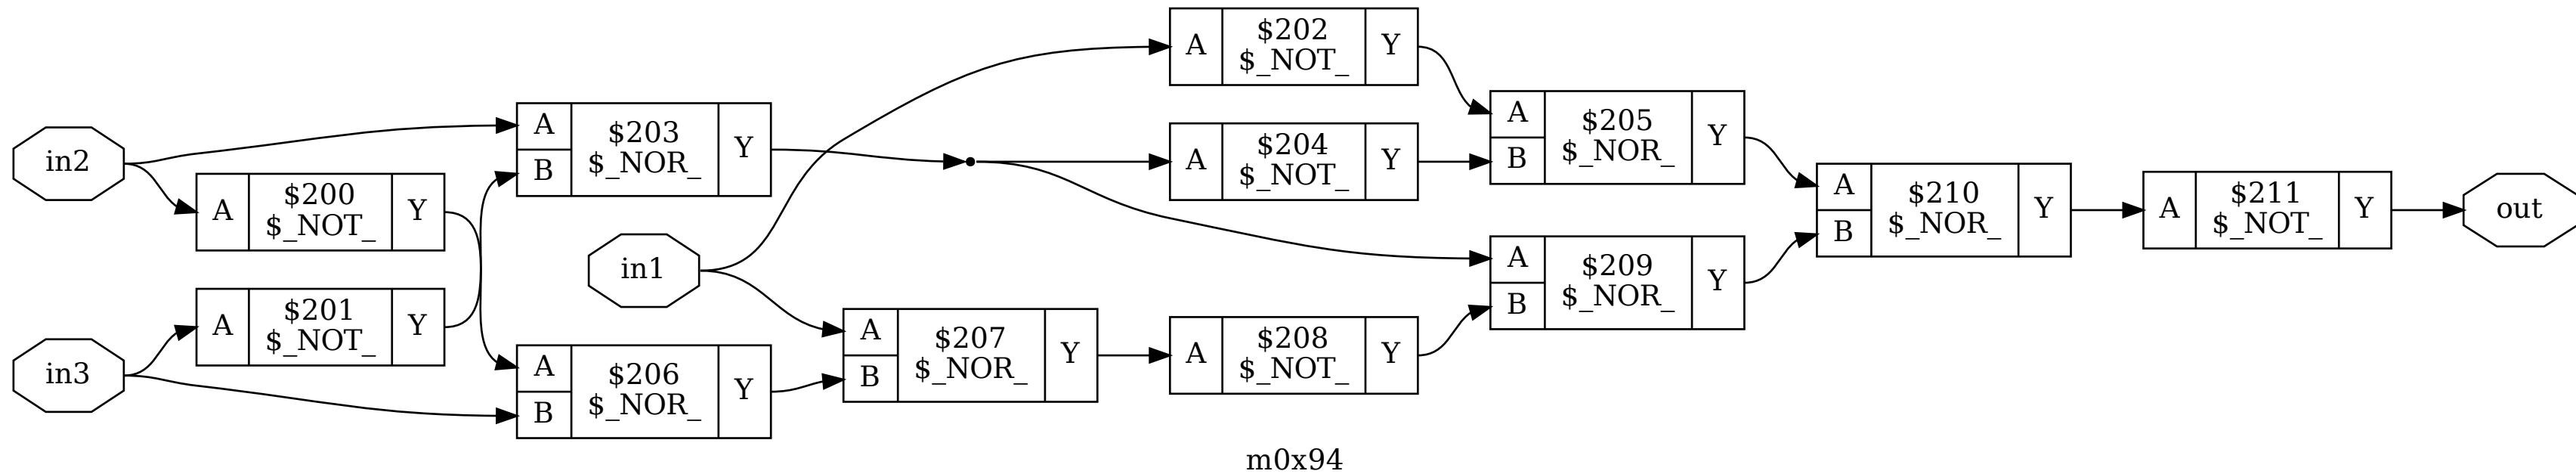 in2
in3
A $200 $_NOT_ Y
A $201 $_NOT_ Y
A B $203 $_NOR_ Y
in1
A B $206 $_NOR_ Y
A B $207 $_NOR_ Y
A $202 $_NOT_ Y
A $204 $_NOT_ Y
A $208 $_NOT_ Y
A B $205 $_NOR_ Y
A B $209 $_NOR_ Y
A B $210 $_NOR_ Y
A $211 $_NOT_ Y
out
m0x94